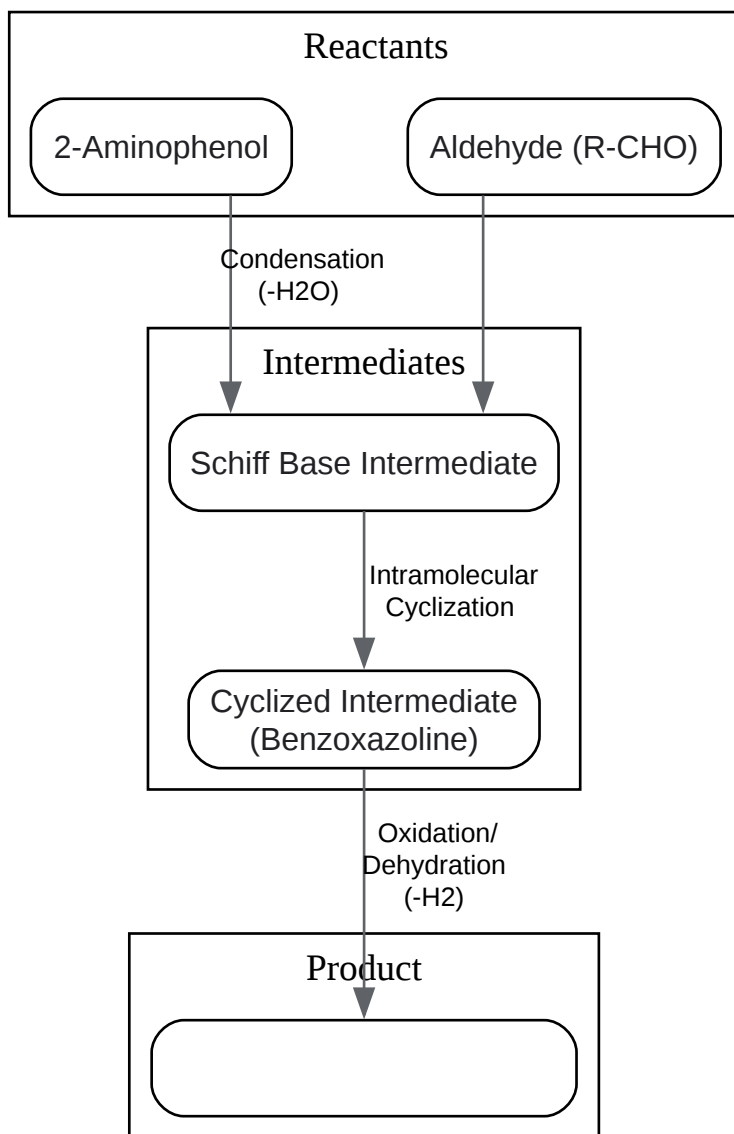 Reactants
2-Aminophenol
Aldehyde (R-CHO)
Condensation
(-H2O)
Intermediates
Schiff Base Intermediate
Intramolecular
Cyclization
Cyclized Intermediate
(Benzoxazoline)
Oxidation/
Dehydration
(-H2)
Product